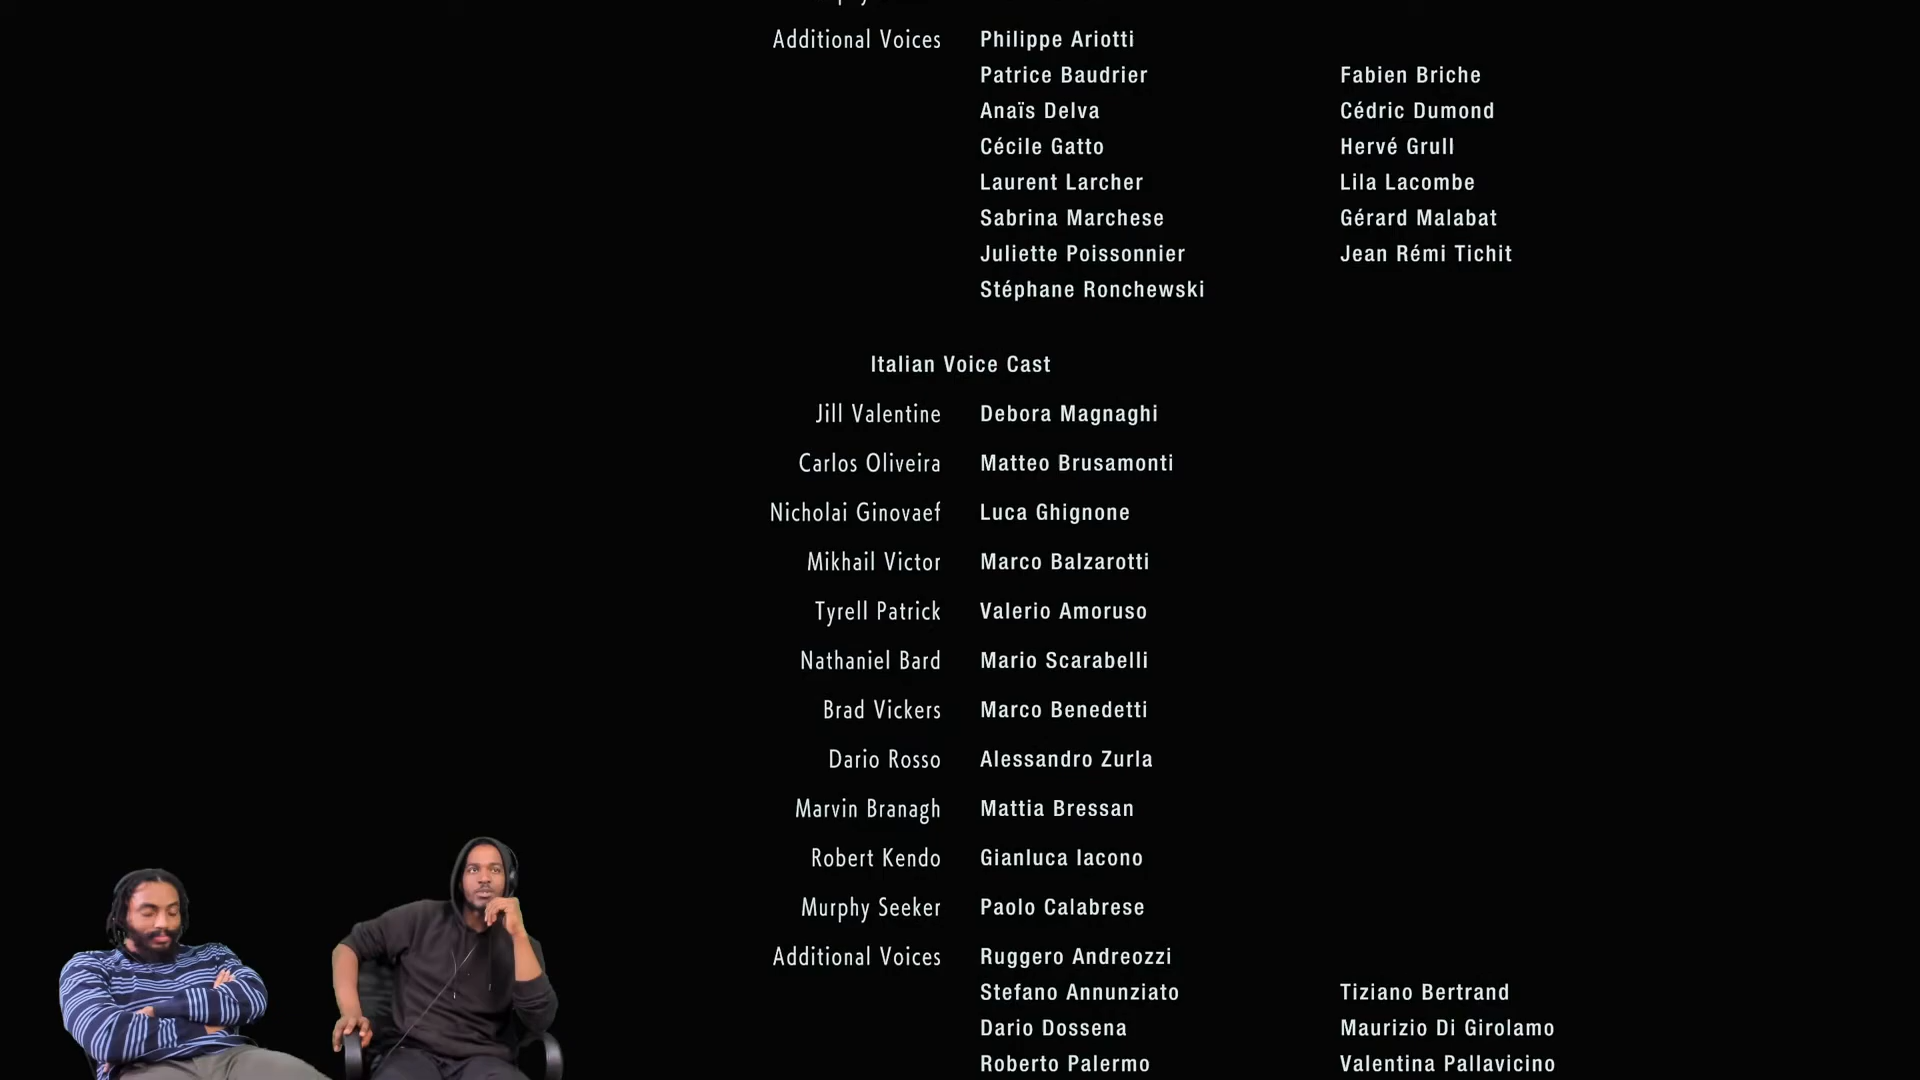 Additional Voices Philippe Ariotti
Patrice Baudrier Fabien Briche
Anaïs Delva Cédric Dumond
Cécile Gatto Hervé Grull
Laurent Larcher Lila Lacombe
Sabrina Marchese Gérard Malabat
Juliette Poissonnier Jean Rémi Tichit
Stéphane Ronchewski
Italian Voice Cast
Jill Valentine Debora Magnaghi
Carlos Oliveira Matteo Brusamonti
Nicholai Ginovaef Luca Ghignone
Mikhail Victor Marco Balzarotti
Tyrell Patrick Valerio Amoruso
Nathaniel Bard Mario Scarabelli
Brad Vickers Marco Benedetti
Dario Rosso Alessandro Zurla
Marvin Branagh Mattia Bressan
Robert Kendo Gianluca Iacono
Murphy Seeker Paolo Calabrese
Additional Voices Ruggero Andreozzi
Stefano Annunziato Tiziano Bertrand
Dario Dossena Maurizio Di Girolamo
Roberto Palermo Valentina Pallavicino